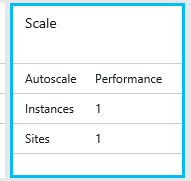 Scale
Autoscale Performance
Instances 1
Sites 1